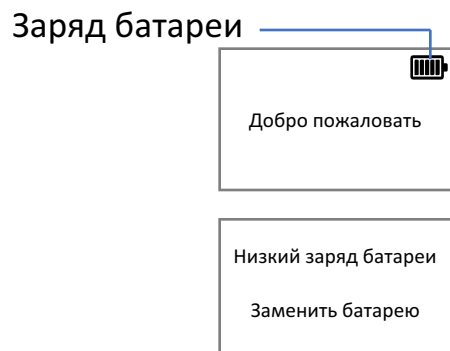 Заряд батареи
Добро пожаловать
Низкий заряд батареи
Заменить батарею